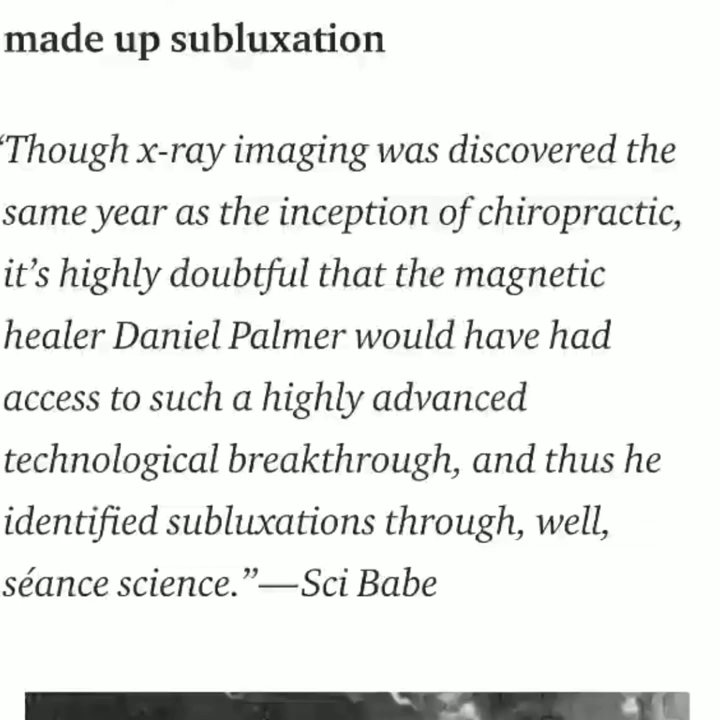 made up subluxation
“Though x-ray imaging was discovered the
same year as the inception of chiropractic,
it’s highly doubtful that the magnetic
healer Daniel Palmer would have had
access to such a highly advanced
technological breakthrough, and thus he
identified subluxations through, well,
séance science.”—Sci Babe